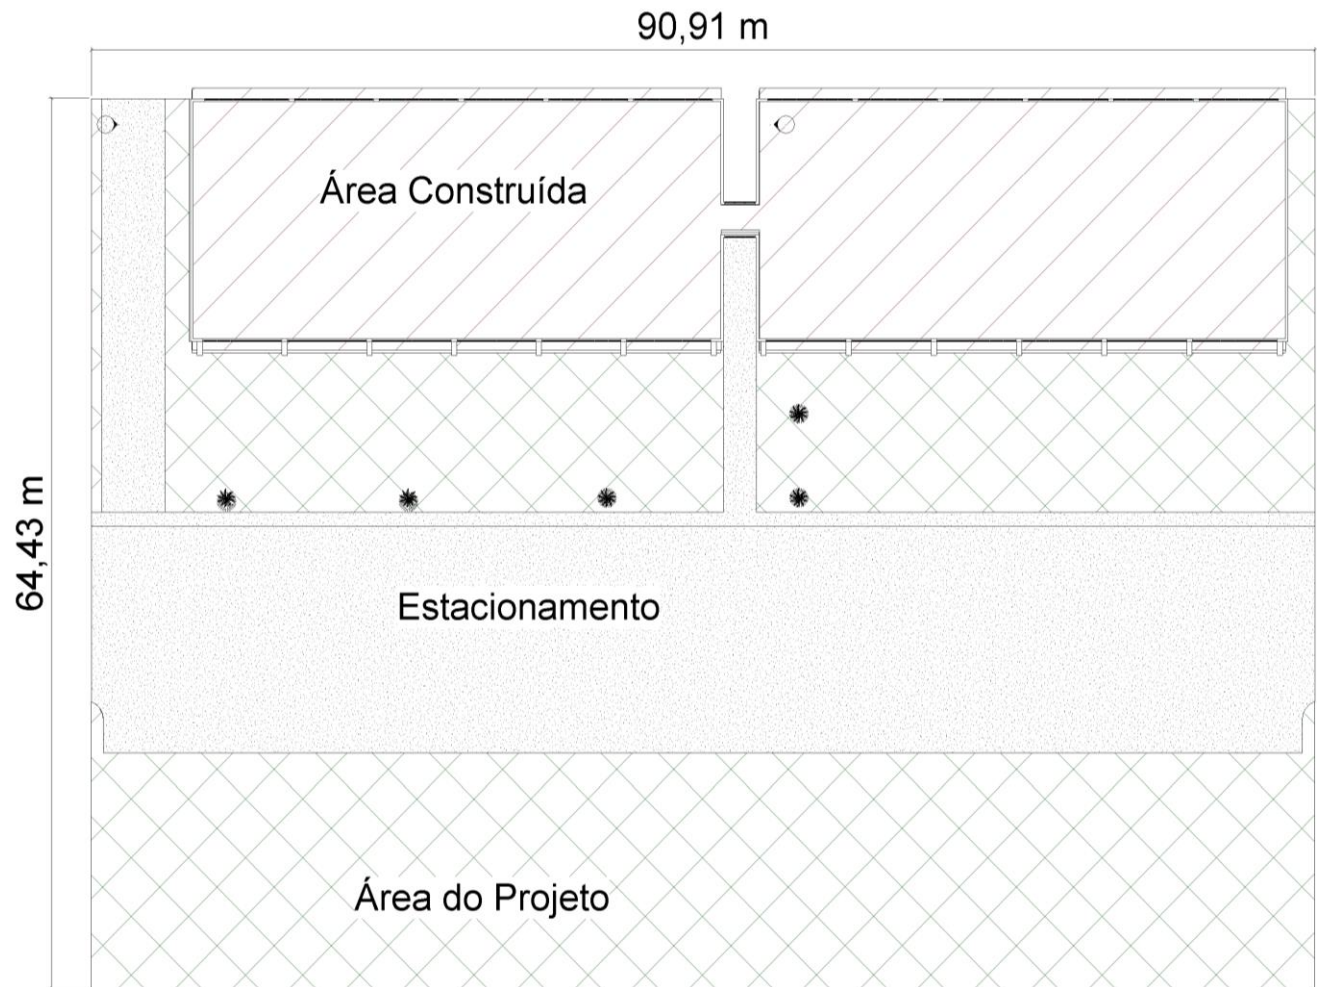 90,91 m
Área Construída
64,43 m
Estacionamento
Área do Projeto